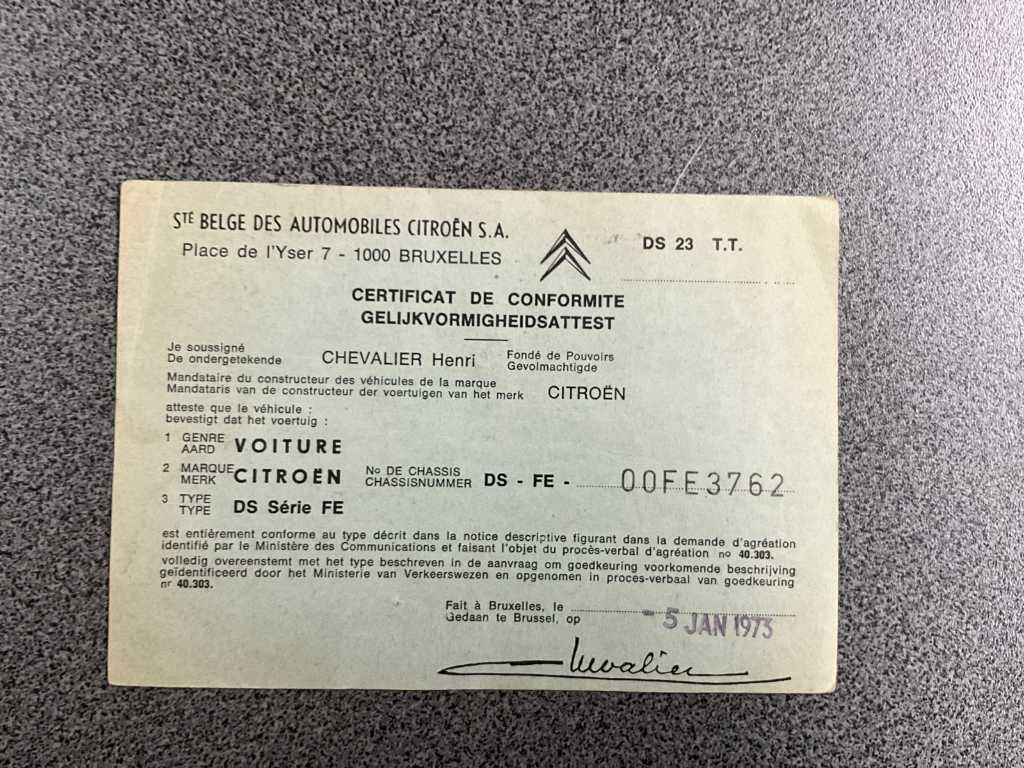 STÉ BELGE DES AUTOMOBILES CITROËN S.A.
Place de l'Yser 7 - 1000 BRUXELLES
DS 23 T.T.
CERTIFICAT DE CONFORMITE
GELIJKVORMIGHEIDSATTEST
Je soussigné
De ondergetekende
CHEVALIER Henri
Fondé de Pouvoirs
Gevolmachtigde
Mandataire du constructeur des véhicules de la marque
Mandataris van de constructeur der voertuigen van het merk
CITROËN
atteste que le véhicule :
bevestigt dat het voertuig :
1 GENRE
AARD
VOITURE
2 MARQUE
MERK
CITROËN
No DE CHASSIS
CHASSISNUMMER
DS - FE - 00FE3762
3 TYPE
TYPE
DS Série FE
est entièrement conforme au type décrit dans la notice descriptive figurant dans la demande d'agréation
identifié par le Ministère des Communications et faisant l'objet du procès-verbal d'agréation no 40.303.
volledig overeenstemt met het type beschreven in de aanvraag om goedkeuring voorkomende beschrijving
geïdentificeerd door het Ministerie van Verkeerswezen en opgenomen in proces-verbaal van goedkeuring
nr 40.303.
Fait à Bruxelles, le
Gedaan te Brussel, op
- 5 JAN 1973
Chevalier